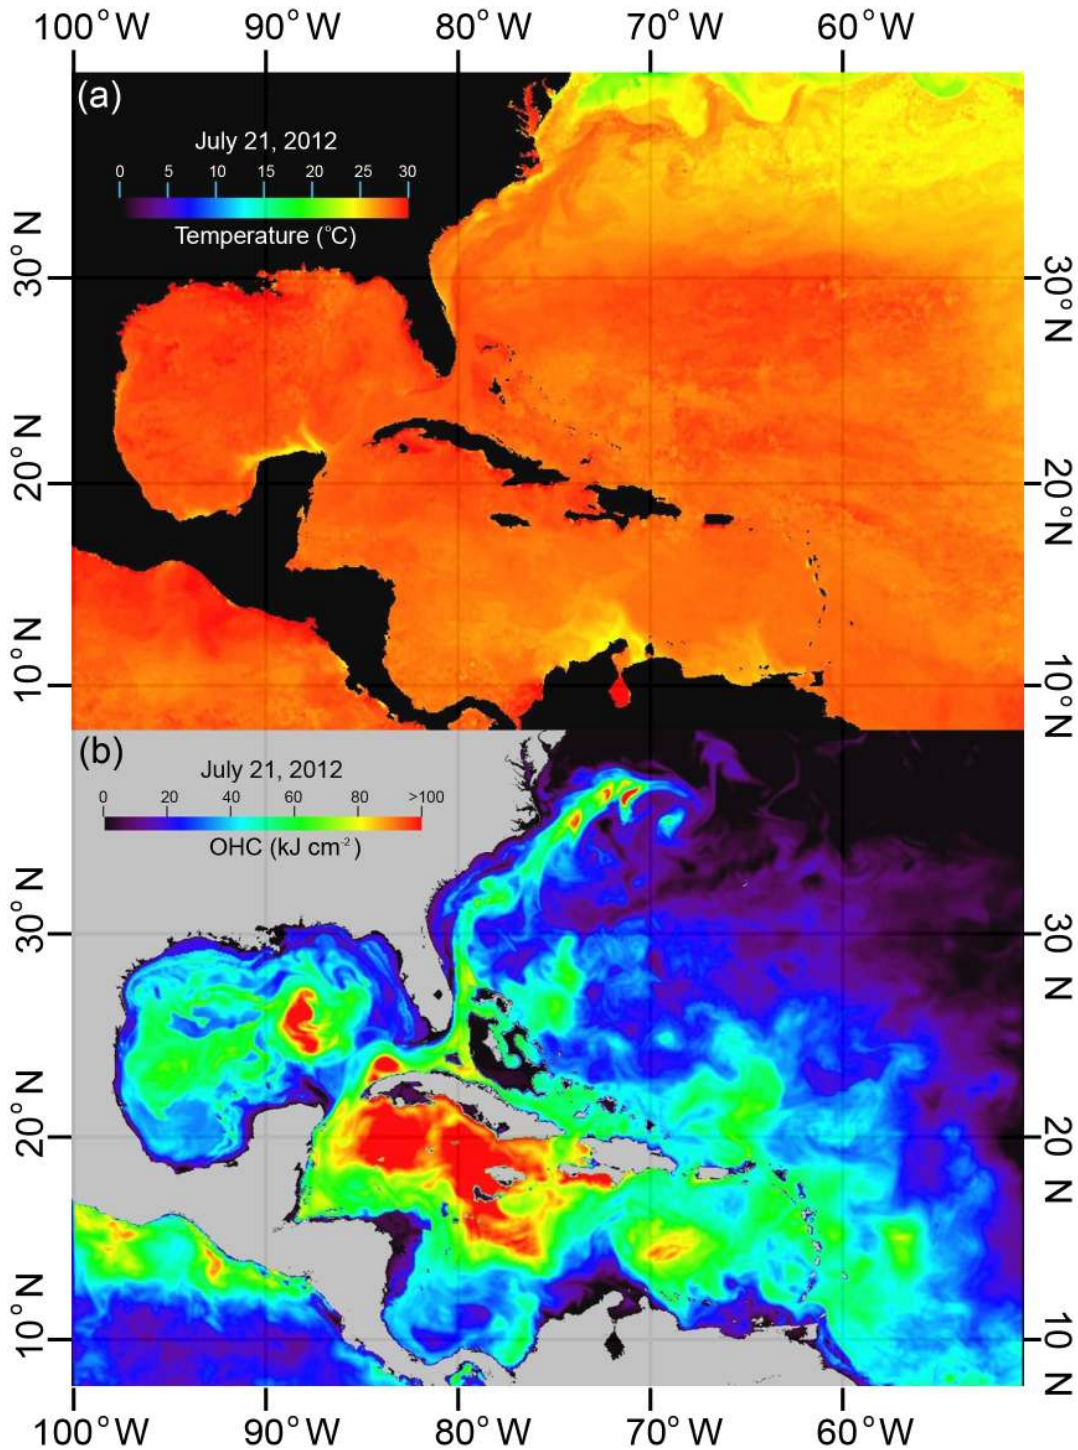 100°W 90°W 80°W 70°W 60°W
(a)
July 21, 2012
0 5 10 15 20 25 30
Temperature (°C)
30°N 30°N
20°N 20°N
10°N 10°N
(b)
July 21, 2012
0 20 40 60 80 >100
OHC (kJ cm-2)
30°N 30 N
20°N 20 N
10°N 10 N
100°W 90°W 80°W 70°W 60°W